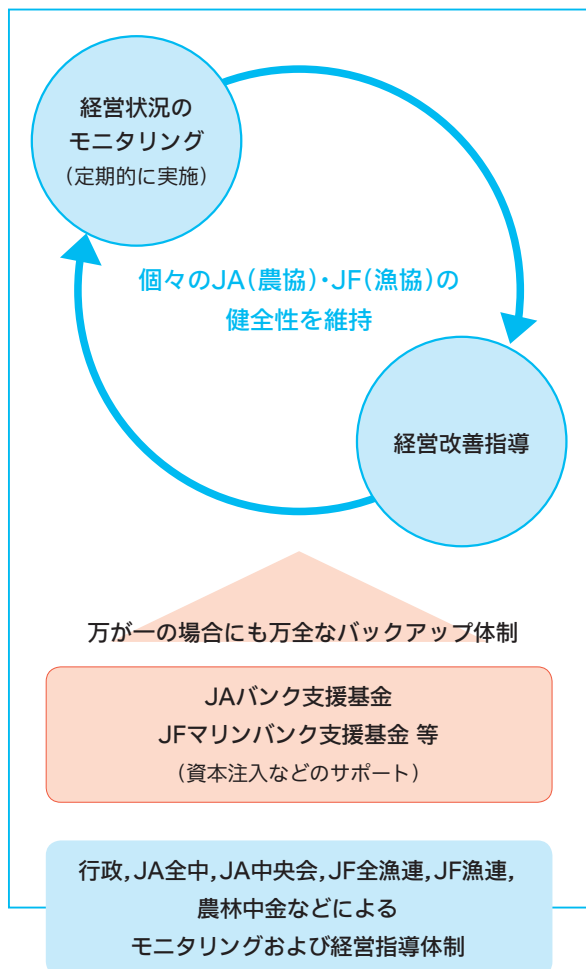 経営状況の
モニタリング
（定期的に実施）
個々のJA（農協）・JF（漁協）の
健全性を維持
経営改善指導
万が一の場合にも万全なバックアップ体制
JAバンク支援基金
JFマリンバンク支援基金 等
（資本注入などのサポート）
行政,JA全中,JA中央会,JF全漁連,JF漁連,
農林中金などによる
モニタリングおよび経営指導体制